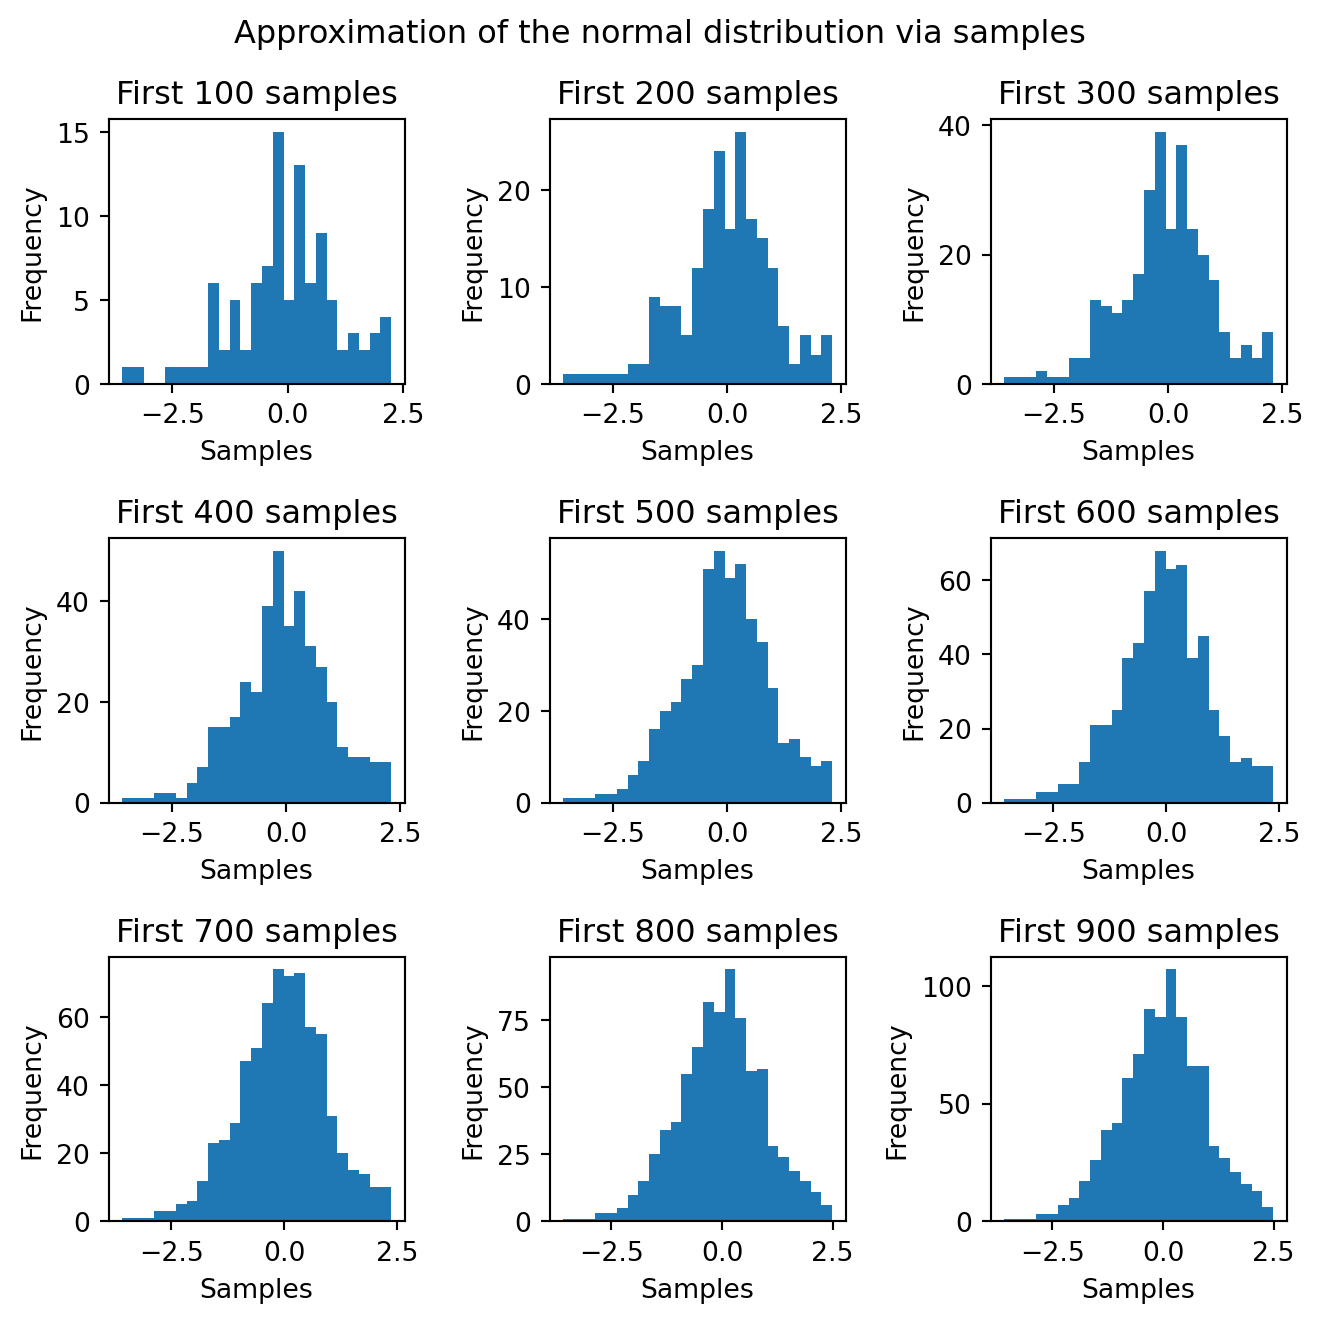 Approximation of the normal distribution via samples
First 100 samples
First 200 samples
First 300 samples
Frequency
15
10
5
0
−2.5
0.0
2.5
Samples
Frequency
20
10
0
−2.5
0.0
2.5
Samples
Frequency
40
20
0
−2.5
0.0
2.5
Samples
First 400 samples
First 500 samples
First 600 samples
Frequency
40
20
0
−2.5
0.0
2.5
Samples
Frequency
40
20
0
−2.5
0.0
2.5
Samples
Frequency
60
40
20
0
−2.5
0.0
2.5
Samples
First 700 samples
First 800 samples
First 900 samples
Frequency
60
40
20
0
−2.5
0.0
2.5
Samples
Frequency
75
50
25
0
−2.5
0.0
2.5
Samples
Frequency
100
50
0
−2.5
0.0
2.5
Samples